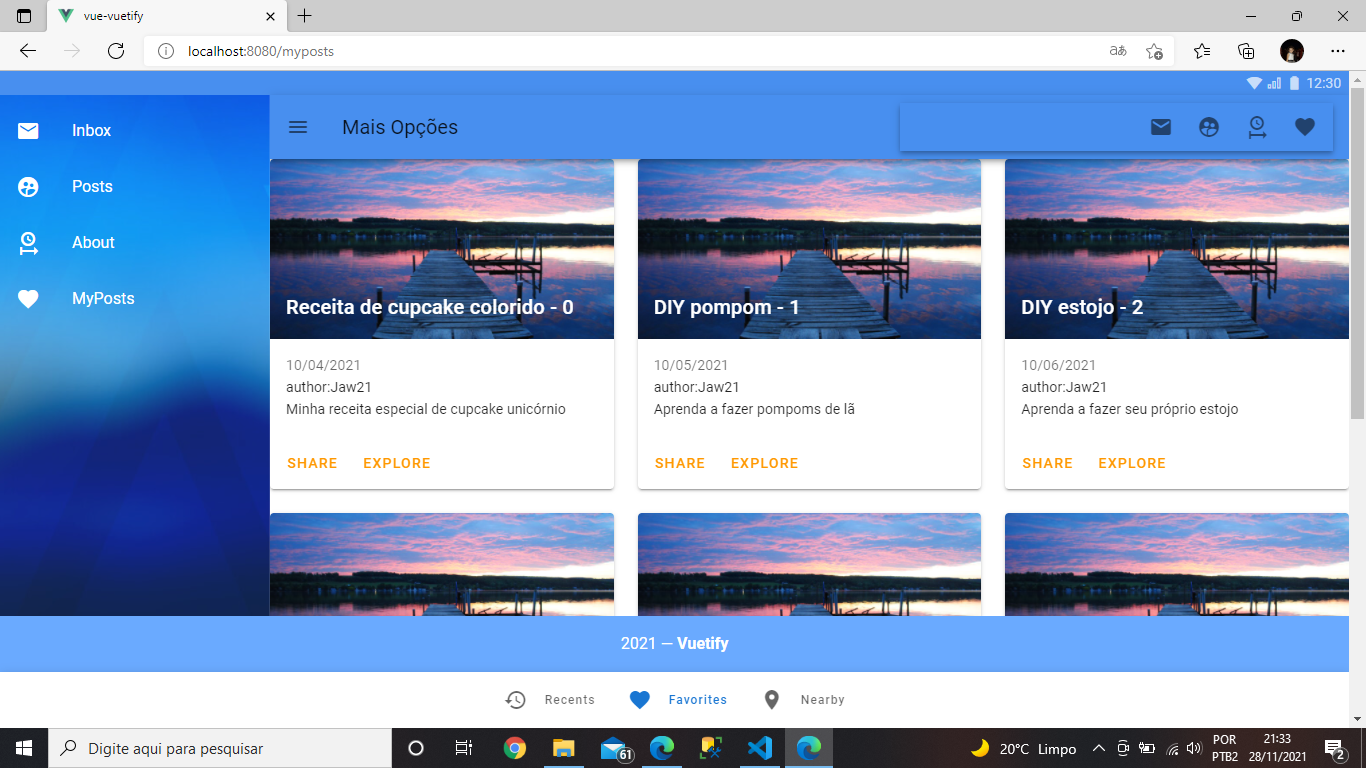 vue-vuetify
localhost:8080/myposts
12:30
Inbox
Posts
About
MyPosts
Mais Opções
Receita de cupcake colorido - 0
10/04/2021
author:Jaw21
Minha receita especial de cupcake unicórnio
SHARE EXPLORE
DIY pompom - 1
10/05/2021
author:Jaw21
Aprenda a fazer pompoms de lã
SHARE EXPLORE
DIY estojo - 2
10/06/2021
author:Jaw21
Aprenda a fazer seu próprio estojo
SHARE EXPLORE
2021 — Vuetify
Recents Favorites Nearby
Digite aqui para pesquisar
61
20°C Limpo
POR
PTB2
21:33
28/11/2021
2